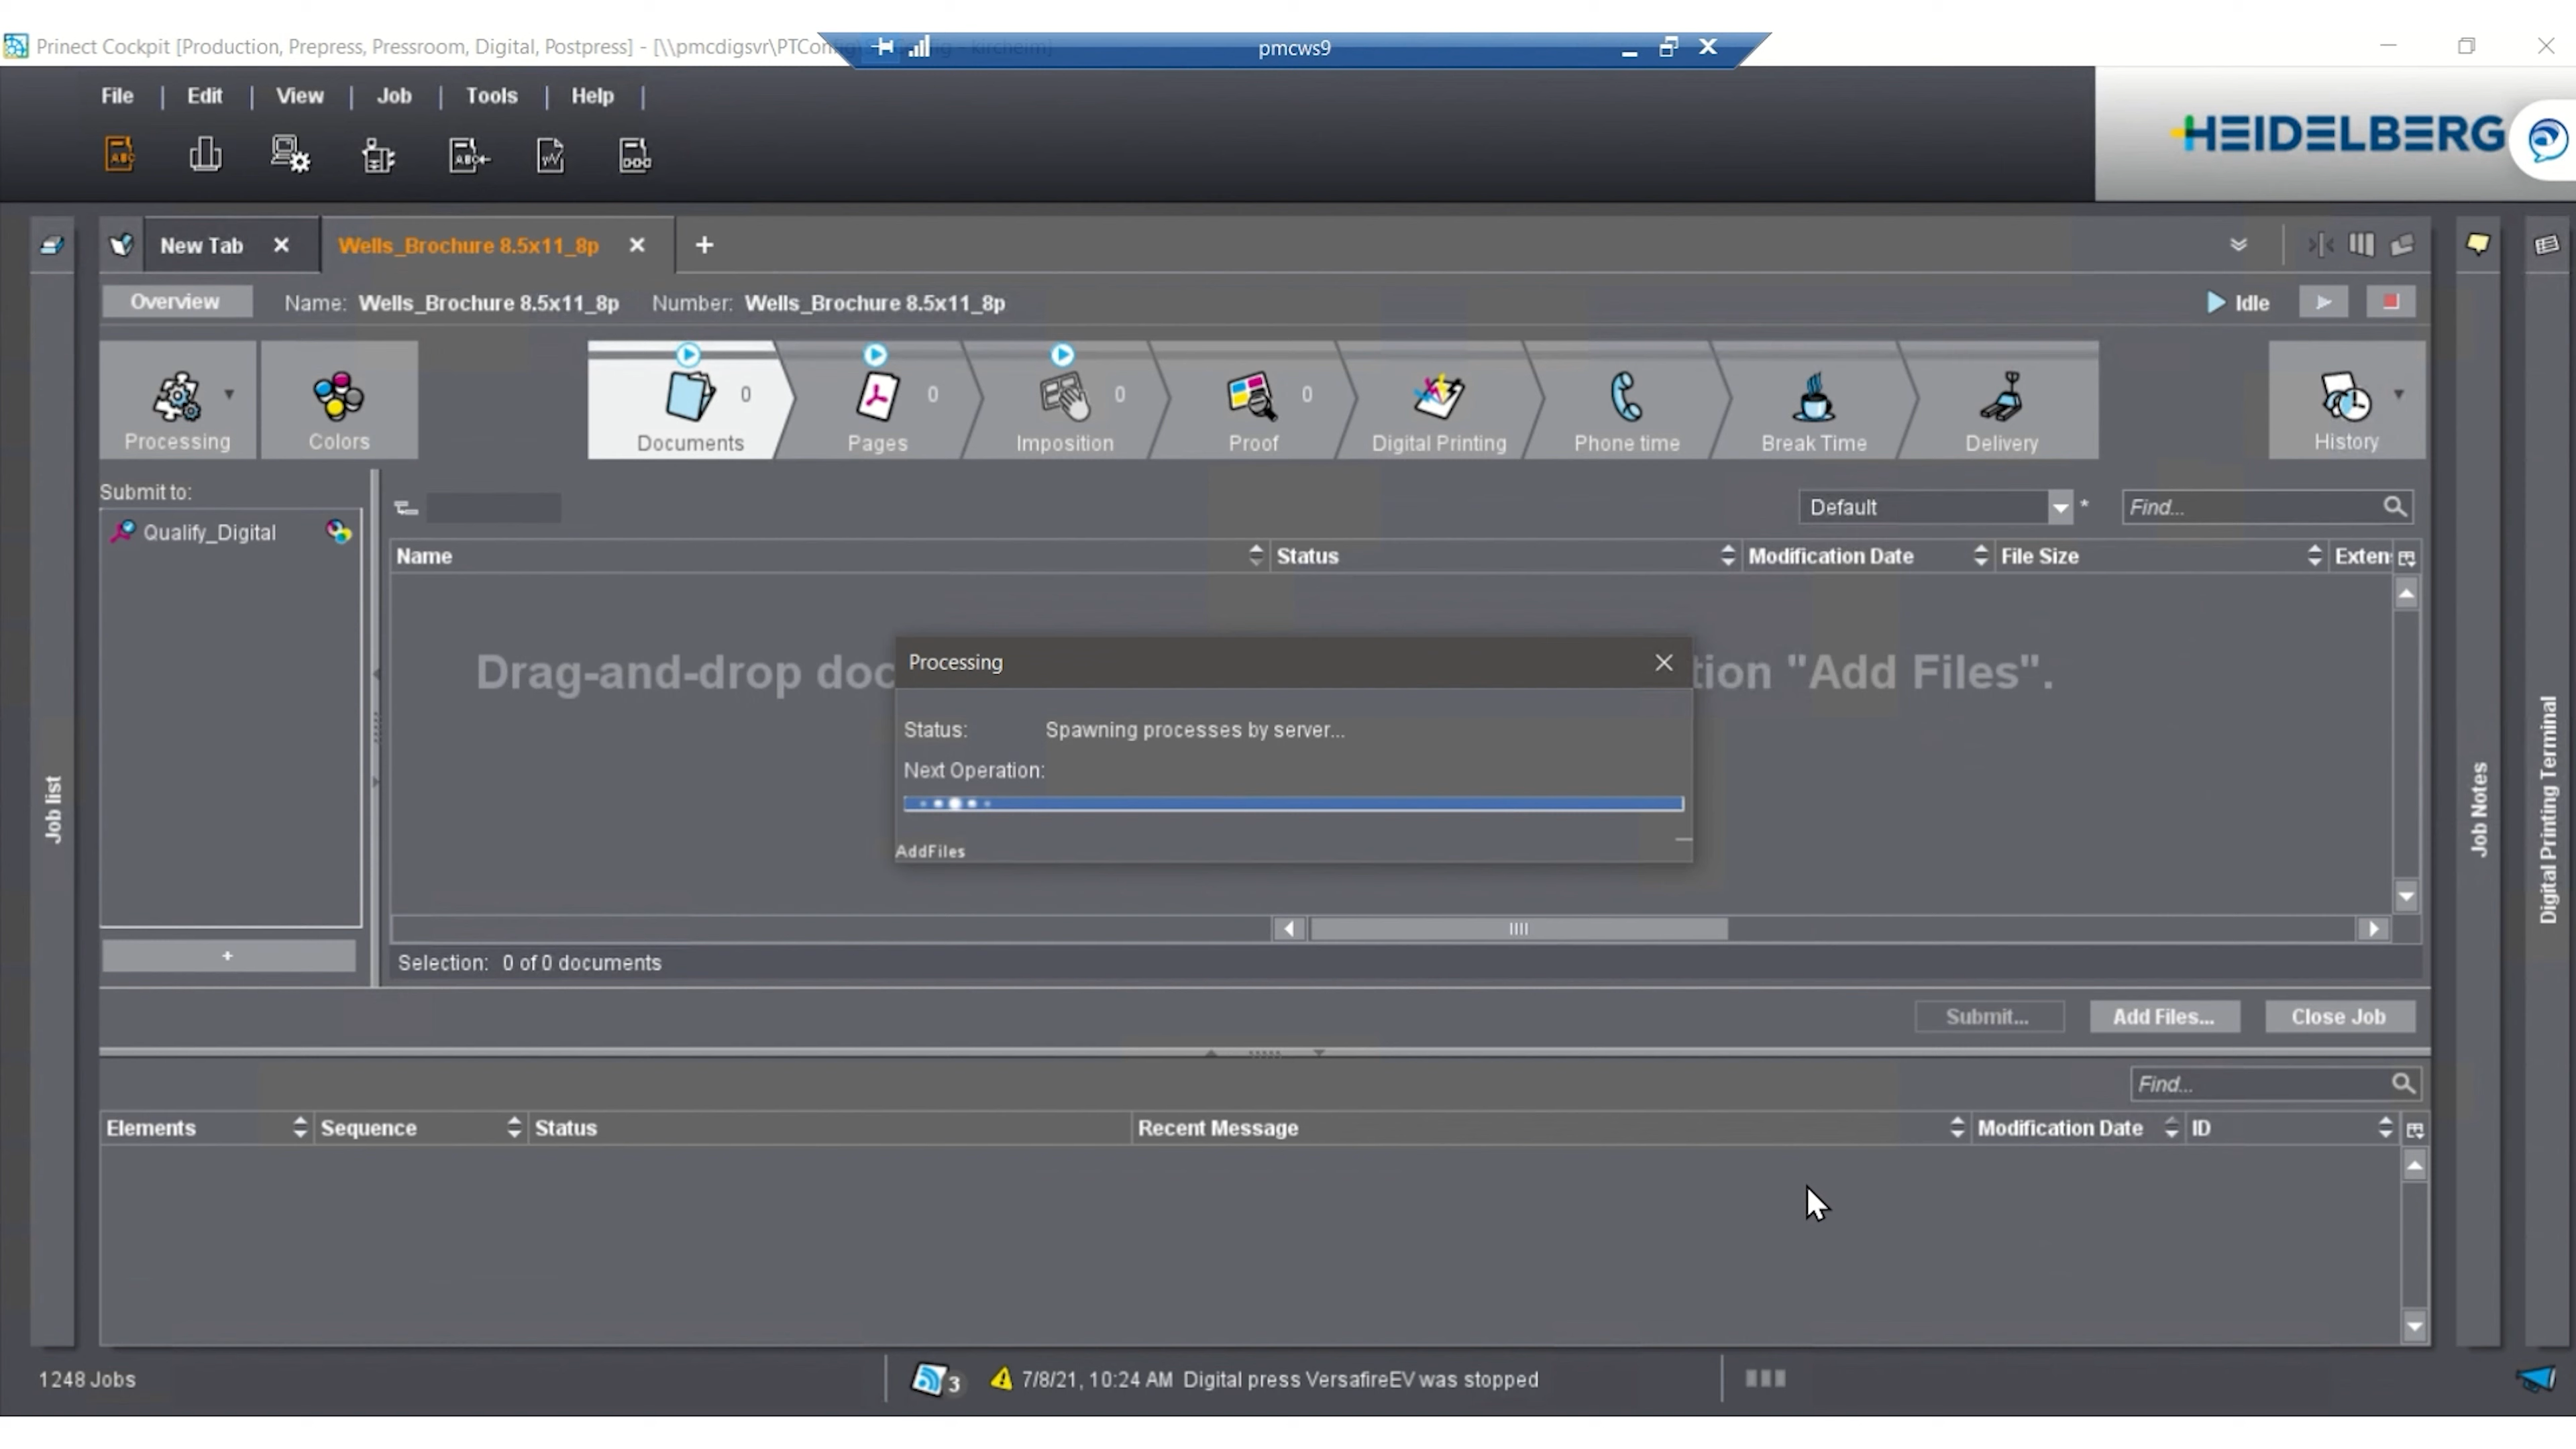 Prinect Cockpit [Production, Prepress, Pressroom, Digital, Postpress] - [\\pmcdigsvr\PTConfig
kircheim]
pmcws9
File | Edit | View | Job | Tools | Help |
HEIDELBERG
New Tab
Wells_Brochure 8.5x11_8p
+
Overview
Name: Wells_Brochure 8.5x11_8p
Number: Wells_Brochure 8.5x11_8p
Idle
Processing
Colors
0
Documents
0
Pages
0
Imposition
0
Proof
Digital Printing
Phone time
Break Time
Delivery
History
Submit to:
Qualify_Digital
Default
*
Find...
Name
Status
Modification Date
File Size
Exten
Drag-and-drop doc
tion "Add Files".
Processing
Status: Spawning processes by server...
Next Operation:
AddFiles
+
Selection: 0 of 0 documents
Submit...
Add Files...
Close Job
Find...
Elements
Sequence
Status
Recent Message
Modification Date
ID
Job list
Job Notes
Digital Printing Terminal
1248 Jobs
3
7/8/21, 10:24 AM Digital press VersafireEV was stopped